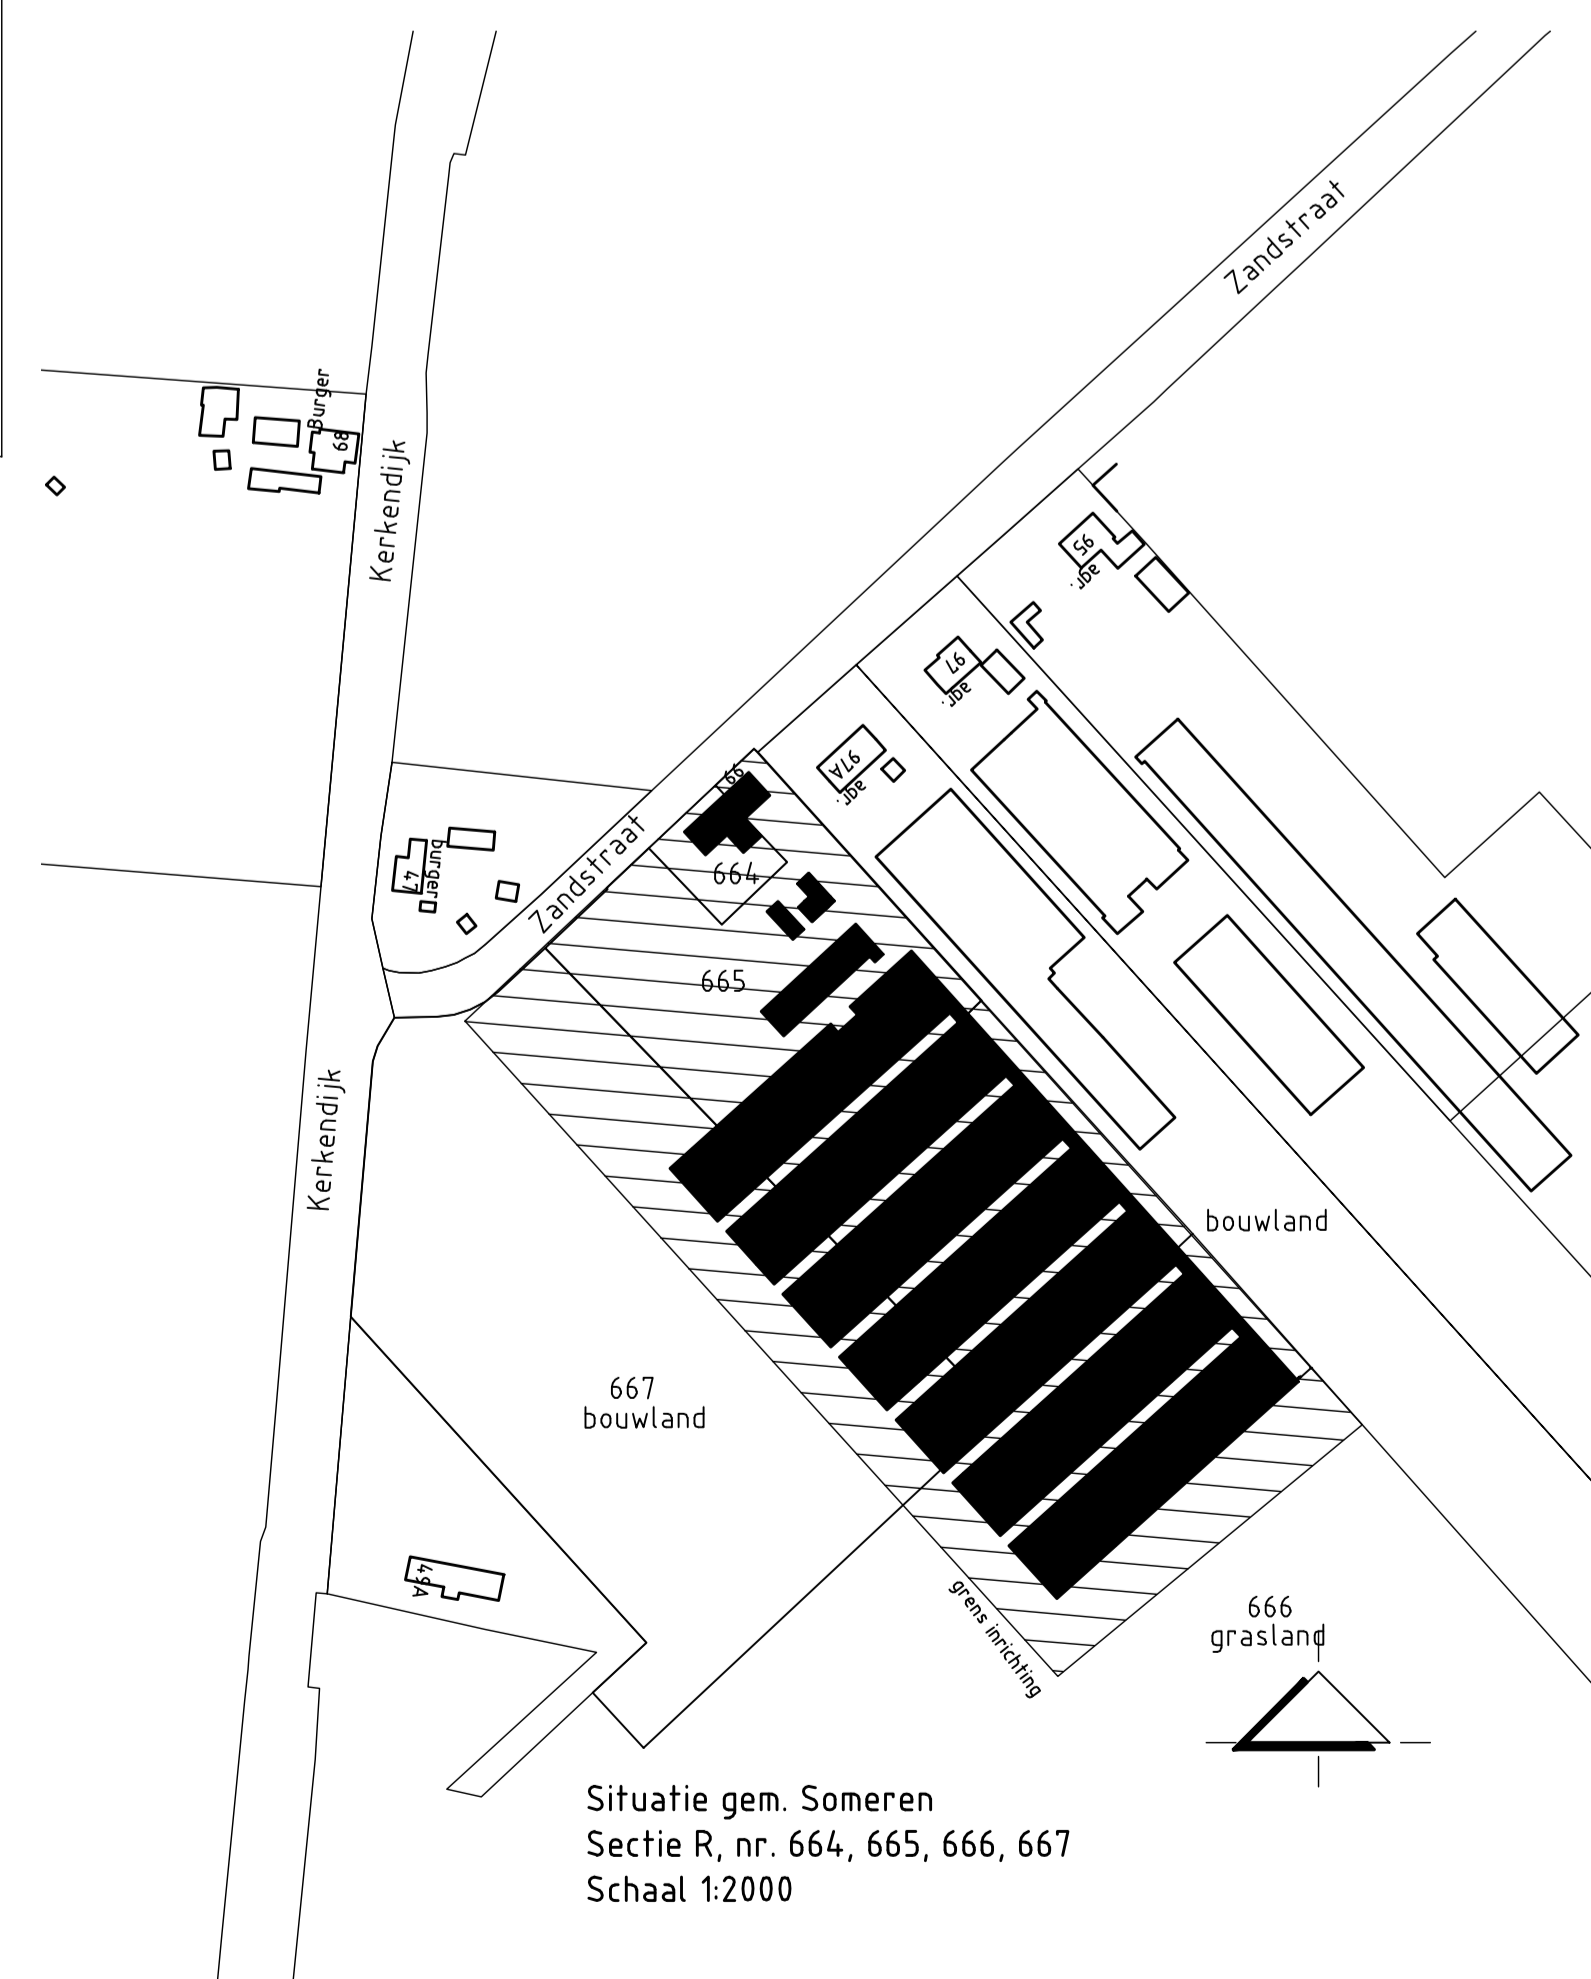 Zandstraat
Burger
68
Kerkendijk
95
agr.
97
agr.
97A
agr.
99
burger
47
Zandstraat
664
665
Kerkendijk
bouwland
667
bouwland
49A
grens inrichting
666
grasland
Situatie gem. Someren
Sectie R, nr. 664, 665, 666, 667
Schaal 1:2000